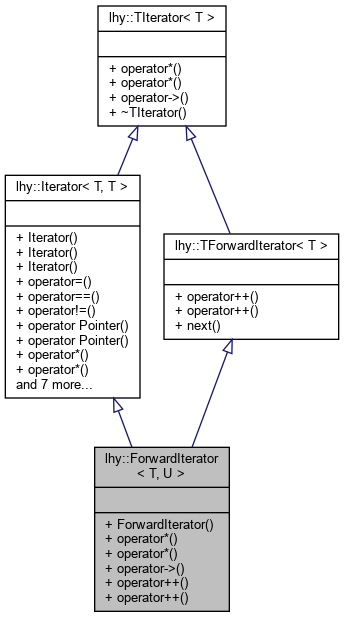 lhy::TIterator< T >
+ operator*()
+ operator*()
+ operator->()
+ ~TIterator()
lhy::Iterator< T, T >
+ Iterator()
+ Iterator()
+ Iterator()
+ operator=()
+ operator==()
+ operator!=()
+ operator Pointer()
+ operator Pointer()
+ operator*()
+ operator*()
and 7 more...
lhy::TForwardIterator< T >
+ operator++()
+ operator++()
+ next()
lhy::ForwardIterator
< T, U >
+ ForwardIterator()
+ operator*()
+ operator*()
+ operator->()
+ operator++()
+ operator++()